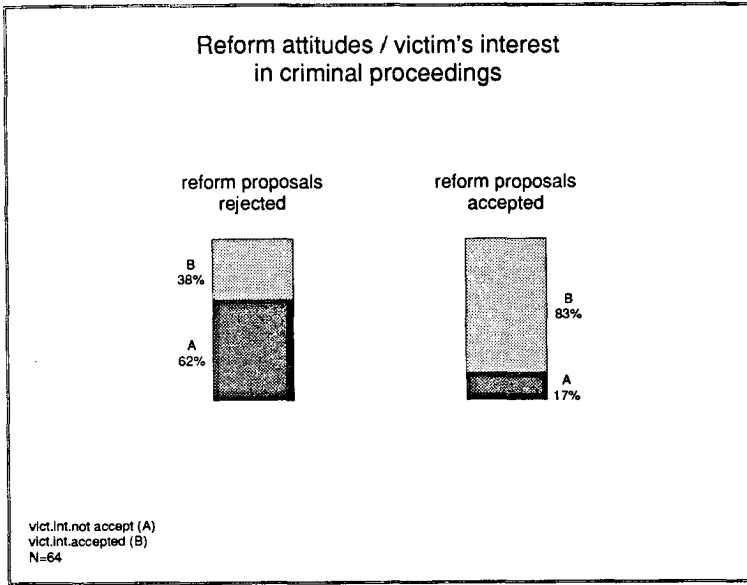 Reform attitudes / victim's interest
in criminal proceedings
reform proposals
rejected
reform proposals
accepted
B
38%
A
62%
B
83%
A
17%
vict.int.not accept (A)
vict.int.accepted (B)
N=64